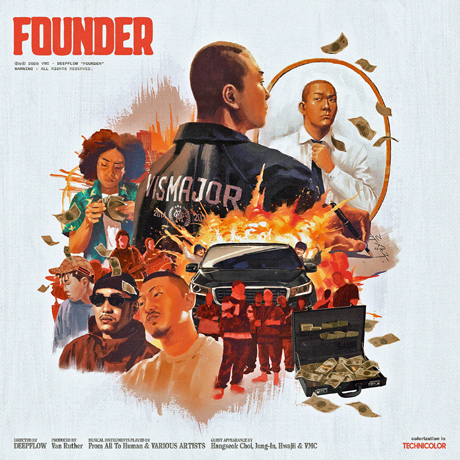 FOUNDER
2020 VMC - DEEPFLOW "FOUNDER"
WARNING : ALL RIGHTS RESERVED.
VISMAJOR
DIRECTED BY
DEEPFLOW
PRODUCED BY
Van Ruther
MUSICAL INSTRUMENTS PLAYED BY
From All To Human & VARIOUS ARTISTS
GUEST APPEARANCE BY
Hangseok Choi, Jung-In, Hwaji & VMC
colorization in
TECHNICOLOR